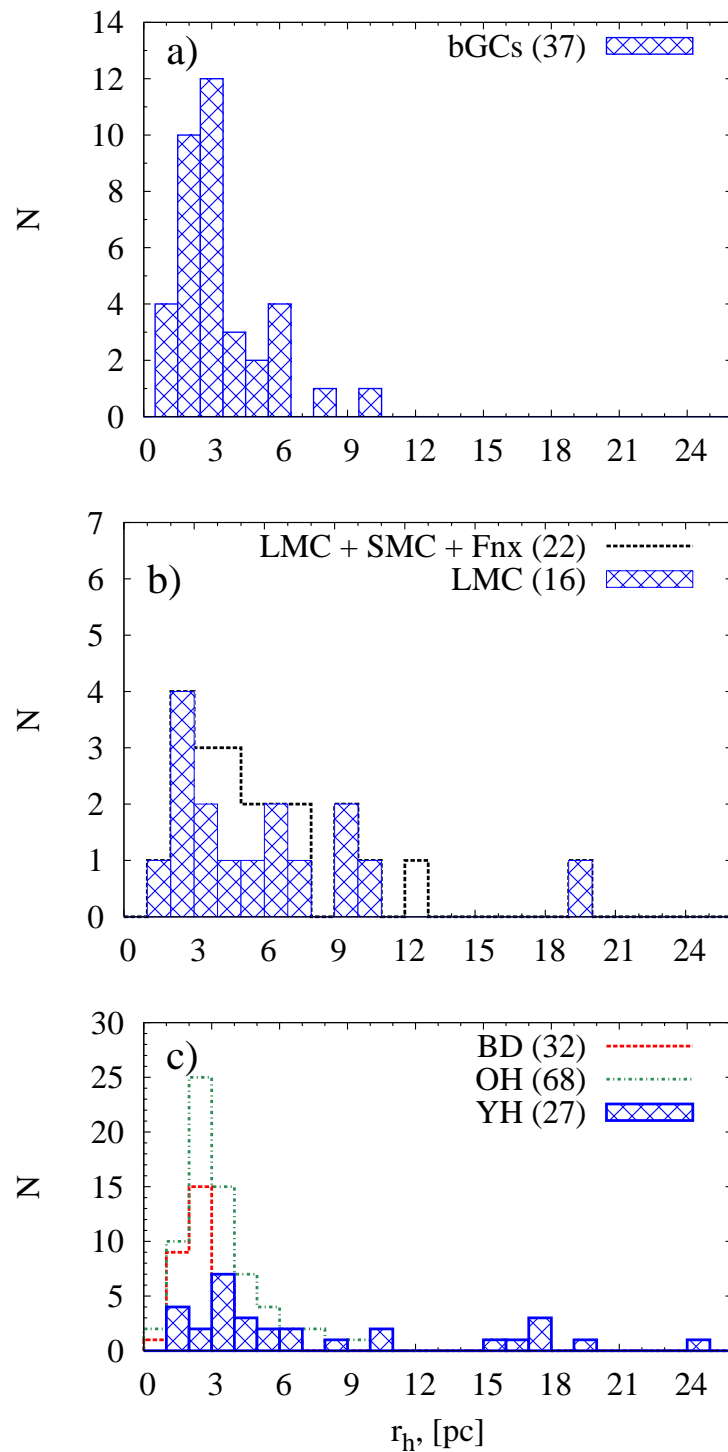 a)
bGCs (37)
14
12
10
8
6
4
2
0
N
0 3 6 9 12 15 18 21 24
b)
LMC + SMC + Fnx (22)
LMC (16)
7
6
5
4
3
2
1
0
N
0 3 6 9 12 15 18 21 24
c)
BD (32)
OH (68)
YH (27)
30
25
20
15
10
5
0
N
0 3 6 9 12 15 18 21 24
r_h, [pc]